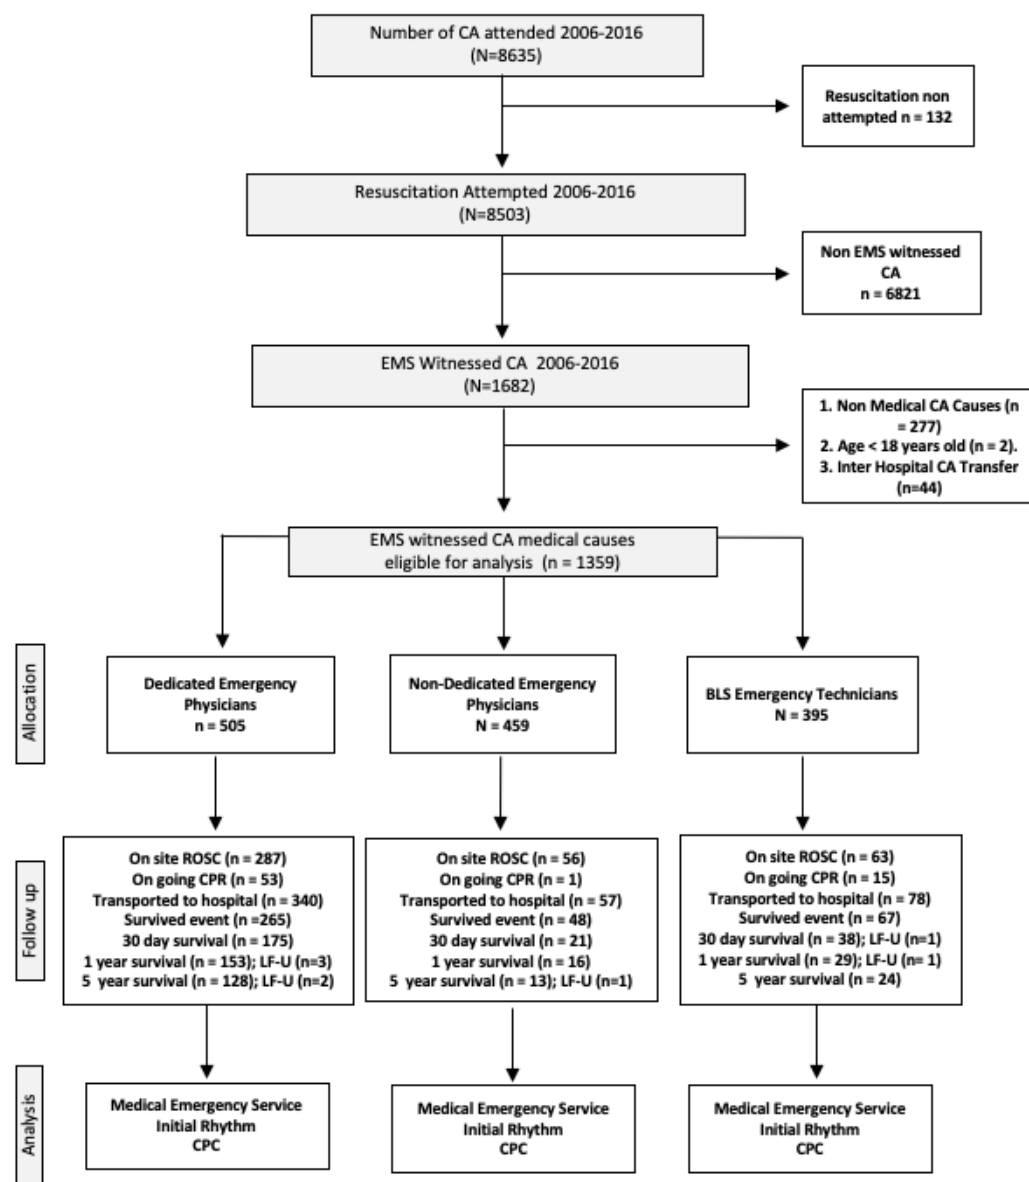 Number of CA attended 2006-2016
(N=8635)
Resuscitation non
attempted n = 132
Resuscitation Attempted 2006-2016
(N=8503)
Non EMS witnessed
CA
n = 6821
EMS Witnessed CA 2006-2016
(N=1682)
1. Non Medical CA Causes (n
= 277)
2. Age < 18 years old (n = 2).
3. Inter Hospital CA Transfer
(n=44)
EMS witnessed CA medical causes
eligible for analysis (n = 1359)
Allocation
Dedicated Emergency
Physicians
n = 505
Non-Dedicated Emergency
Physicians
N = 459
BLS Emergency Technicians
N = 395
Follow up
On site ROSC (n = 287)
On going CPR (n = 53)
Transported to hospital (n = 340)
Survived event (n =265)
30 day survival (n = 175)
1 year survival (n = 153); LF-U (n=3)
5 year survival (n = 128); LF-U (n=2)
On site ROSC (n = 56)
On going CPR (n = 1)
Transported to hospital (n = 57)
Survived event (n = 48)
30 day survival (n = 21)
1 year survival (n = 16)
5 year survival (n = 13); LF-U (n=1)
On site ROSC (n = 63)
On going CPR (n = 15)
Transported to hospital (n = 78)
Survived event (n = 67)
30 day survival (n = 38); LF-U (n=1)
1 year survival (n = 29); LF-U (n= 1)
5 year survival (n = 24)
Analysis
Medical Emergency Service
Initial Rhythm
CPC
Medical Emergency Service
Initial Rhythm
CPC
Medical Emergency Service
Initial Rhythm
CPC